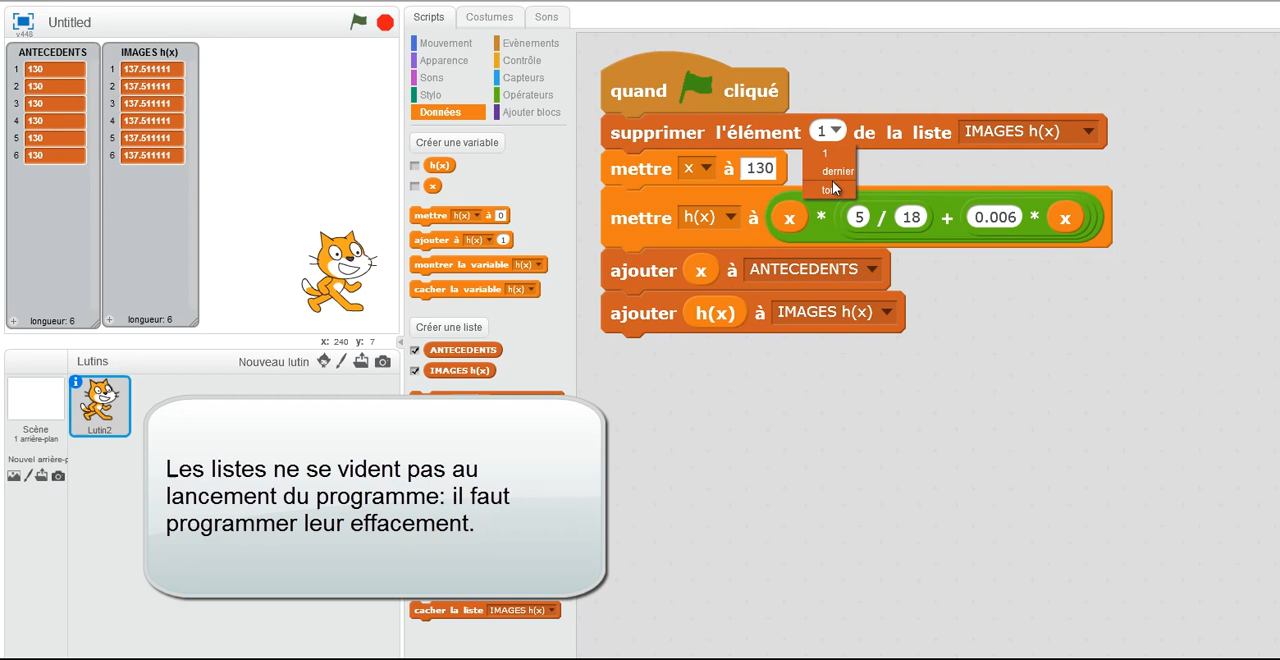 Untitled
v448
ANTECEDENTS
1 130
2 130
3 130
4 130
5 130
6 130
longueur: 6
IMAGES h(x)
1 137.511111
2 137.511111
3 137.511111
4 137.511111
5 137.511111
6 137.511111
longueur: 6
x: 240 y: 7
Lutins
Nouveau lutin
Scène
1 arrière-plan
Nouvel arrière-p
Lutin2
Scripts Costumes Sons
Mouvement Evènements
Apparence Contrôle
Sons Capteurs
Stylo Opérateurs
Données Ajouter blocs
Créer une variable
h(x)
x
mettre h(x) à 0
ajouter à h(x) 1
montrer la variable h(x)
cacher la variable h(x)
Créer une liste
ANTECEDENTS
IMAGES h(x)
cacher la liste IMAGES h(x)
quand cliqué
supprimer l'élément 1 de la liste IMAGES h(x)
1
dernier
mettre x à 130
mettre h(x) à x * 5 / 18 + 0.006 * x
ajouter x à ANTECEDENTS
ajouter h(x) à IMAGES h(x)
Les listes ne se vident pas au
lancement du programme: il faut
programmer leur effacement.